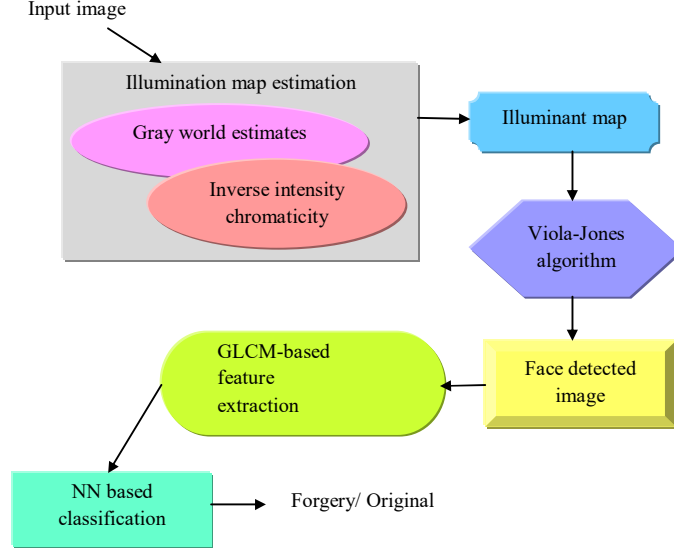 Input image
Illumination map estimation
Gray world estimates
Inverse intensity
chromaticity
Illuminant map
Viola-Jones
algorithm
Face detected
image
GLCM-based
feature
extraction
NN based
classification
Forgery/ Original